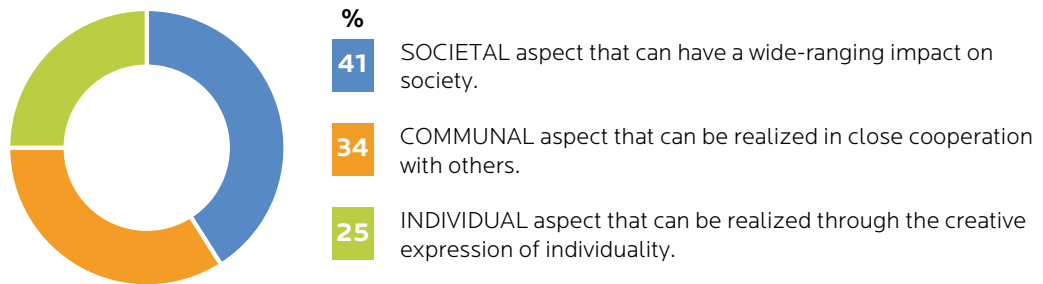 %
41
SOCIETAL aspect that can have a wide-ranging impact on
society.
34
COMMUNAL aspect that can be realized in close cooperation
with others.
25
INDIVIDUAL aspect that can be realized through the creative
expression of individuality.